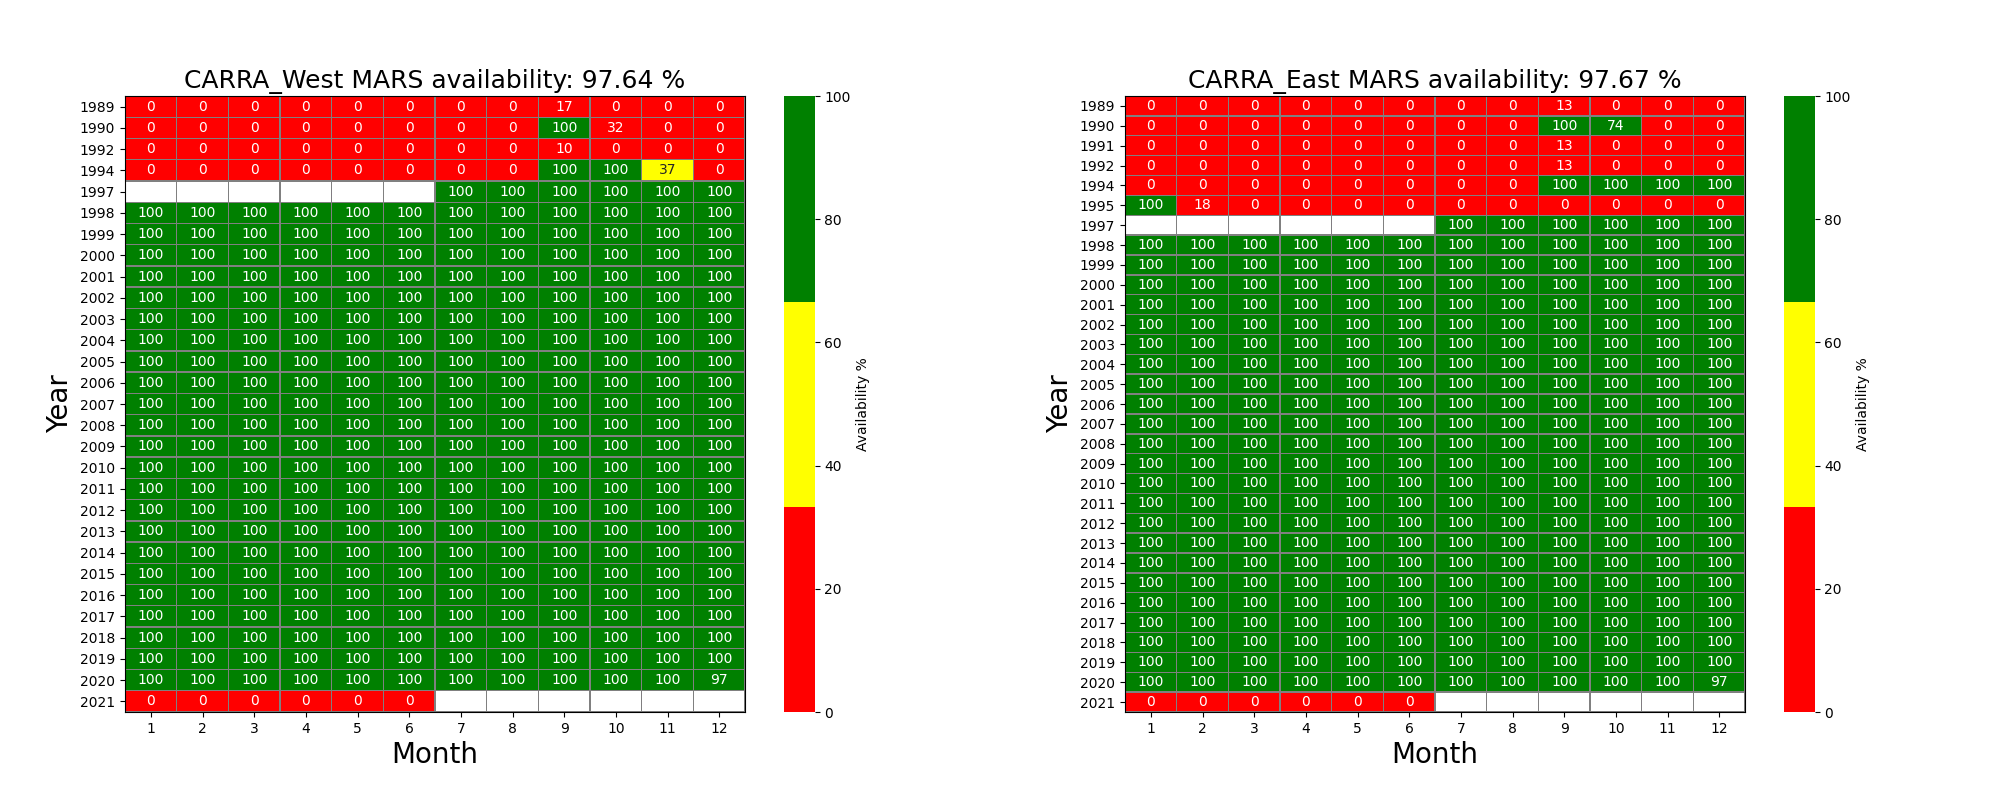 CARRA_West MARS availability: 97.64 %
1989 0 0 0 0 0 0 0 0 17 0 0 0
1990 0 0 0 0 0 0 0 0 100 32 0 0
1992 0 0 0 0 0 0 0 0 10 0 0 0
1994 0 0 0 0 0 0 0 0 100 100 37 0
1997 100 100 100 100 100 100
1998 100 100 100 100 100 100 100 100 100 100 100 100
1999 100 100 100 100 100 100 100 100 100 100 100 100
2000 100 100 100 100 100 100 100 100 100 100 100 100
2001 100 100 100 100 100 100 100 100 100 100 100 100
2002 100 100 100 100 100 100 100 100 100 100 100 100
2003 100 100 100 100 100 100 100 100 100 100 100 100
2004 100 100 100 100 100 100 100 100 100 100 100 100
2005 100 100 100 100 100 100 100 100 100 100 100 100
2006 100 100 100 100 100 100 100 100 100 100 100 100
2007 100 100 100 100 100 100 100 100 100 100 100 100
2008 100 100 100 100 100 100 100 100 100 100 100 100
2009 100 100 100 100 100 100 100 100 100 100 100 100
2010 100 100 100 100 100 100 100 100 100 100 100 100
2011 100 100 100 100 100 100 100 100 100 100 100 100
2012 100 100 100 100 100 100 100 100 100 100 100 100
2013 100 100 100 100 100 100 100 100 100 100 100 100
2014 100 100 100 100 100 100 100 100 100 100 100 100
2015 100 100 100 100 100 100 100 100 100 100 100 100
2016 100 100 100 100 100 100 100 100 100 100 100 100
2017 100 100 100 100 100 100 100 100 100 100 100 100
2018 100 100 100 100 100 100 100 100 100 100 100 100
2019 100 100 100 100 100 100 100 100 100 100 100 100
2020 100 100 100 100 100 100 100 100 100 100 100 97
2021 0 0 0 0 0 0
1 2 3 4 5 6 7 8 9 10 11 12
Month
Year
100
80
60
40
20
0
Availability %
CARRA_East MARS availability: 97.67 %
1989 0 0 0 0 0 0 0 0 13 0 0 0
1990 0 0 0 0 0 0 0 0 100 74 0 0
1991 0 0 0 0 0 0 0 0 13 0 0 0
1992 0 0 0 0 0 0 0 0 13 0 0 0
1994 0 0 0 0 0 0 0 0 100 100 100 100
1995 100 18 0 0 0 0 0 0 0 0 0 0
1997 100 100 100 100 100 100
1998 100 100 100 100 100 100 100 100 100 100 100 100
1999 100 100 100 100 100 100 100 100 100 100 100 100
2000 100 100 100 100 100 100 100 100 100 100 100 100
2001 100 100 100 100 100 100 100 100 100 100 100 100
2002 100 100 100 100 100 100 100 100 100 100 100 100
2003 100 100 100 100 100 100 100 100 100 100 100 100
2004 100 100 100 100 100 100 100 100 100 100 100 100
2005 100 100 100 100 100 100 100 100 100 100 100 100
2006 100 100 100 100 100 100 100 100 100 100 100 100
2007 100 100 100 100 100 100 100 100 100 100 100 100
2008 100 100 100 100 100 100 100 100 100 100 100 100
2009 100 100 100 100 100 100 100 100 100 100 100 100
2010 100 100 100 100 100 100 100 100 100 100 100 100
2011 100 100 100 100 100 100 100 100 100 100 100 100
2012 100 100 100 100 100 100 100 100 100 100 100 100
2013 100 100 100 100 100 100 100 100 100 100 100 100
2014 100 100 100 100 100 100 100 100 100 100 100 100
2015 100 100 100 100 100 100 100 100 100 100 100 100
2016 100 100 100 100 100 100 100 100 100 100 100 100
2017 100 100 100 100 100 100 100 100 100 100 100 100
2018 100 100 100 100 100 100 100 100 100 100 100 100
2019 100 100 100 100 100 100 100 100 100 100 100 100
2020 100 100 100 100 100 100 100 100 100 100 100 97
2021 0 0 0 0 0 0
1 2 3 4 5 6 7 8 9 10 11 12
Month
Year
100
80
60
40
20
0
Availability %